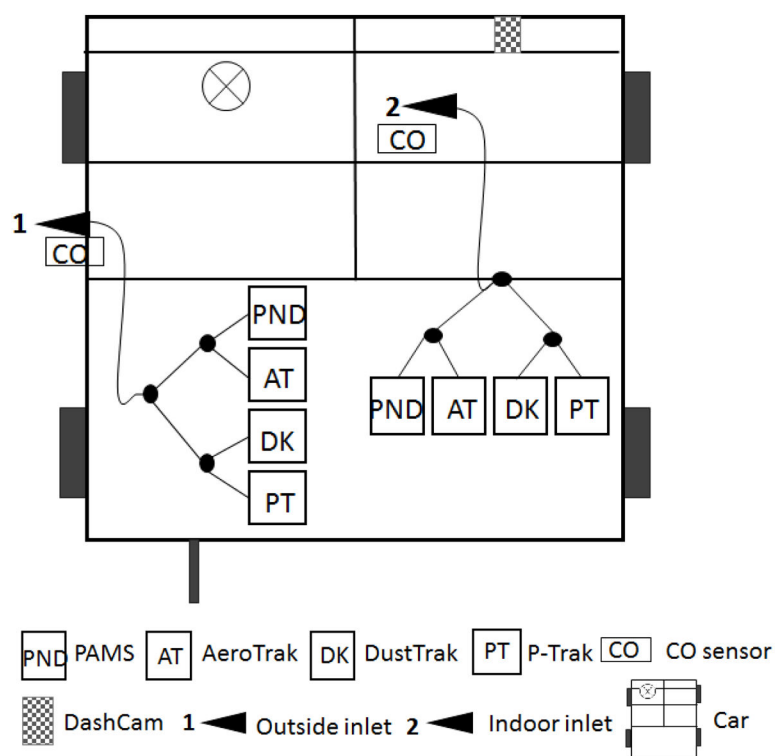 2
CO
1
CO
PND
AT
DK
PT
PND AT DK PT
PND PAMS AT AeroTrak DK DustTrak PT P-Trak CO CO sensor
DashCam 1 Outside inlet 2 Indoor inlet Car